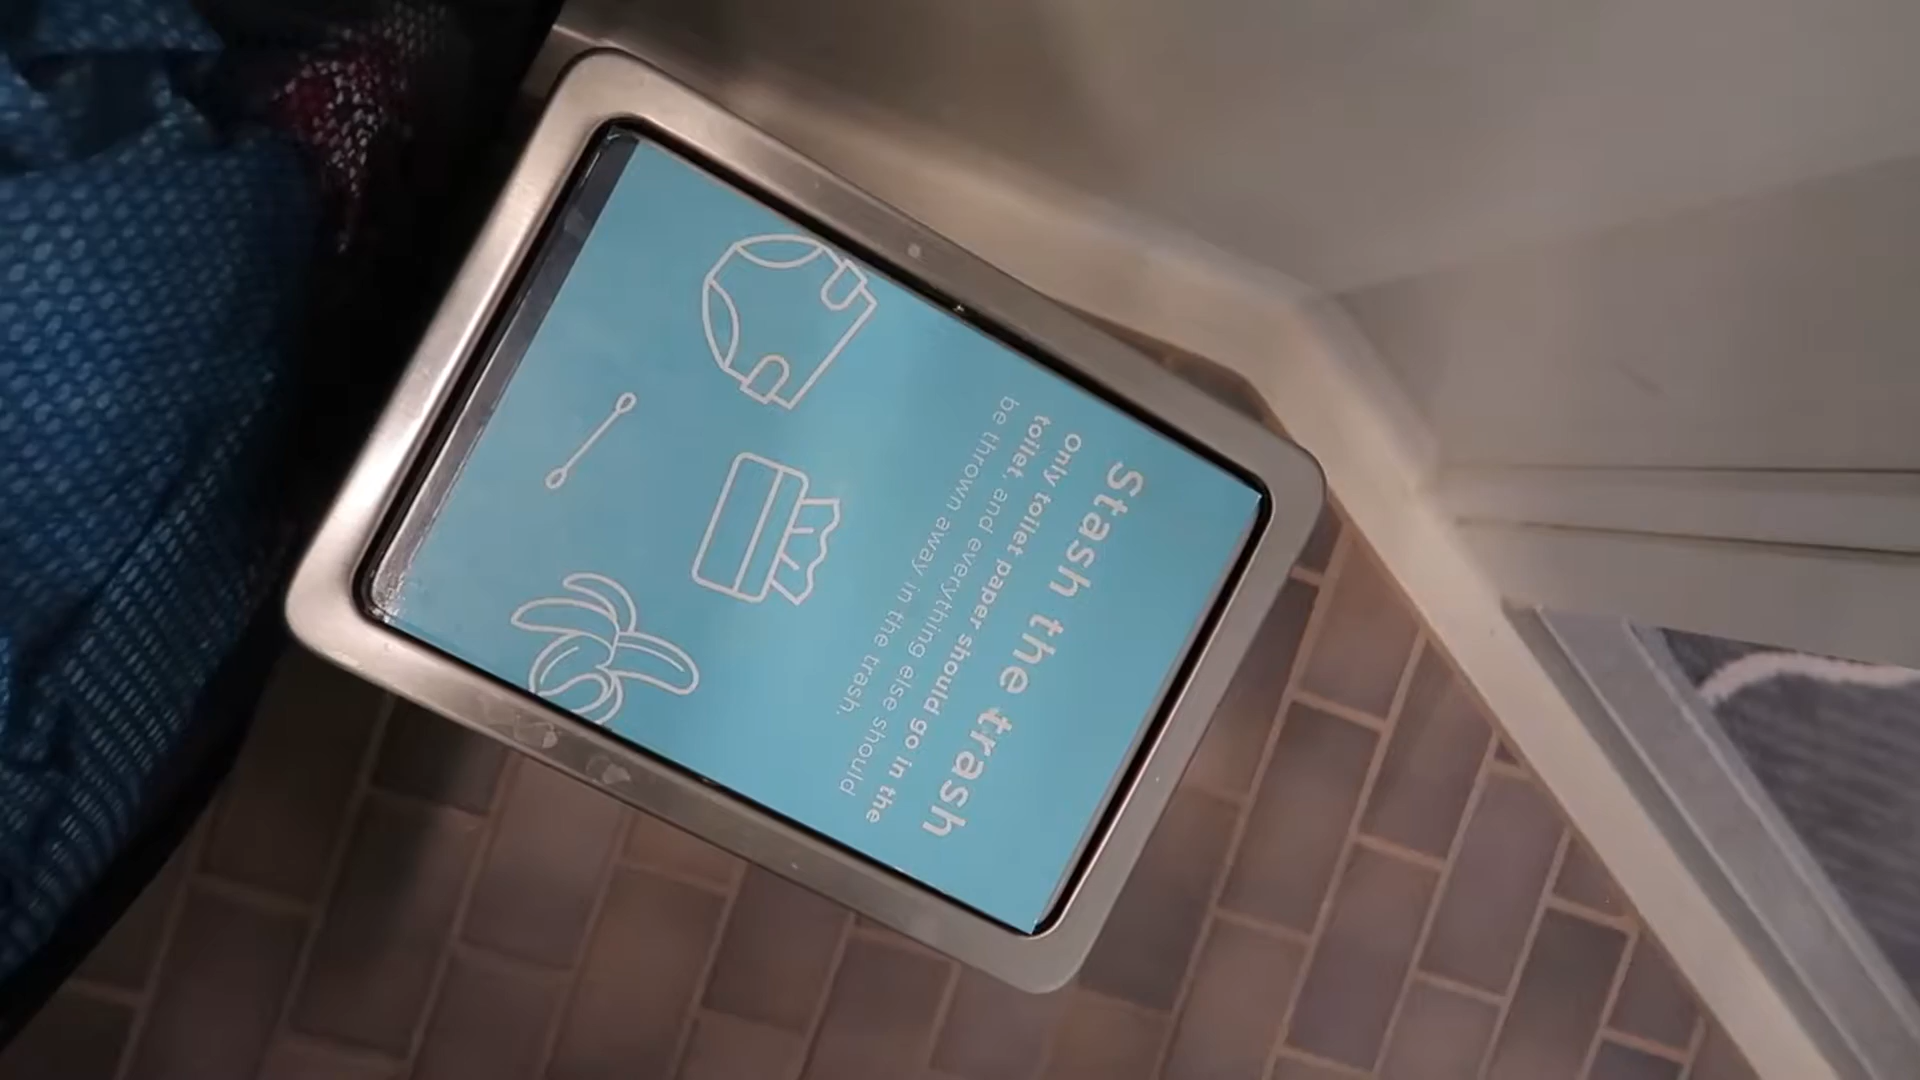 Stash the trash
Only toilet paper should go in the
toilet, and everything else should
be thrown away in the trash.